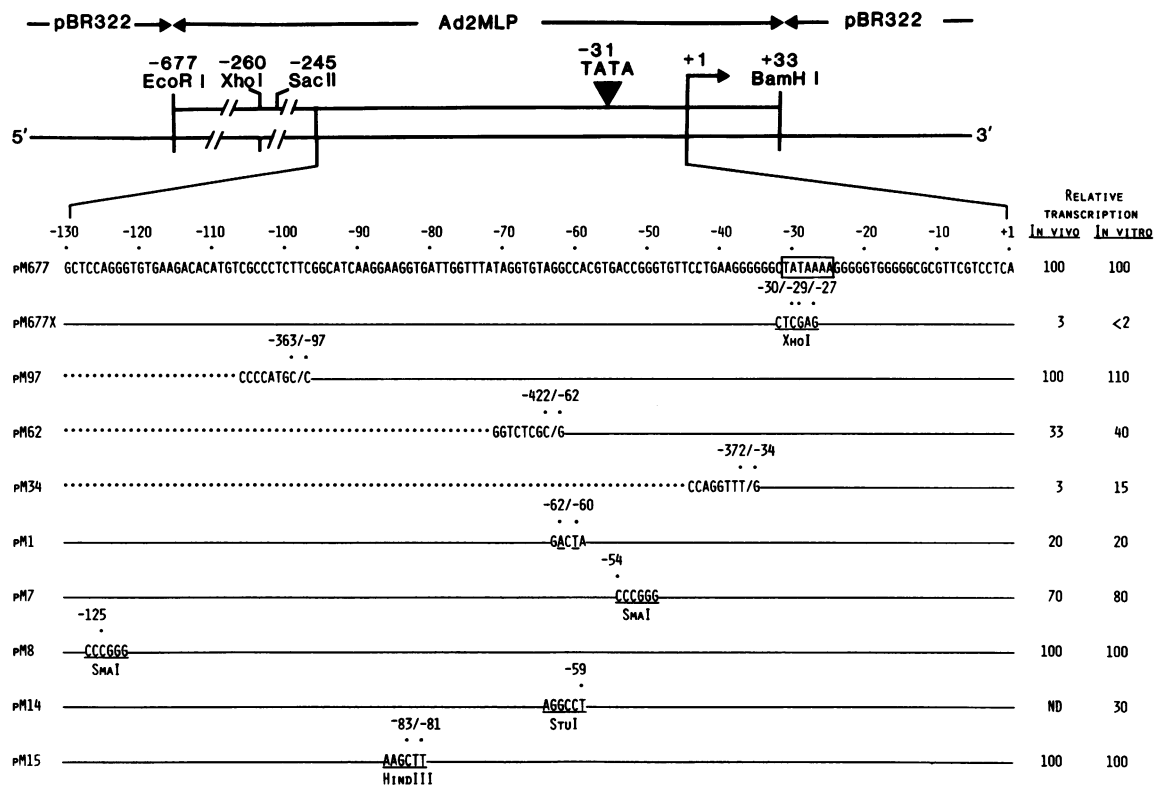 pBR322 Ad2MLP pBR322
-677 -260 -245 -31 +1 +33
EcoR I XhoI Sac II TATA BamH I
5' 3'
RELATIVE
TRANSCRIPTION
-130 -120 -110 -100 -90 -80 -70 -60 -50 -40 -30 -20 -10 +1 IN VIVO IN VITRO
pM677 GCTCCAGGGTGTGAAGACACATGTCGCCCTCTTCGGCATCAAGGAAGGTGATTGGTTTATAGGTGTAGGCCACGTGACCGGGTGTTCCTGAAGGGGGGCTATAAAAGGGGGTGGGGGCGCGTTCGTCCTCA 100 100
-30/-29/-27
pM677X CTCGAG 3 <2
XHOI
-363/-97
pM97 CCCCATGC/C 100 110
-422/-62
pM62 GGTCTCGC/G 33 40
-372/-34
pM34 CCAGGTTT/G 3 15
-62/-60
pM1 GACTA 20 20
-54
pM7 CCCGGG 70 80
SMAI
-125
pM8 CCCGGG 100 100
SMAI
-59
pM14 AGGCCT ND 30
STUI
-83/-81
pM15 AAGCTT 100 100
HINDIII